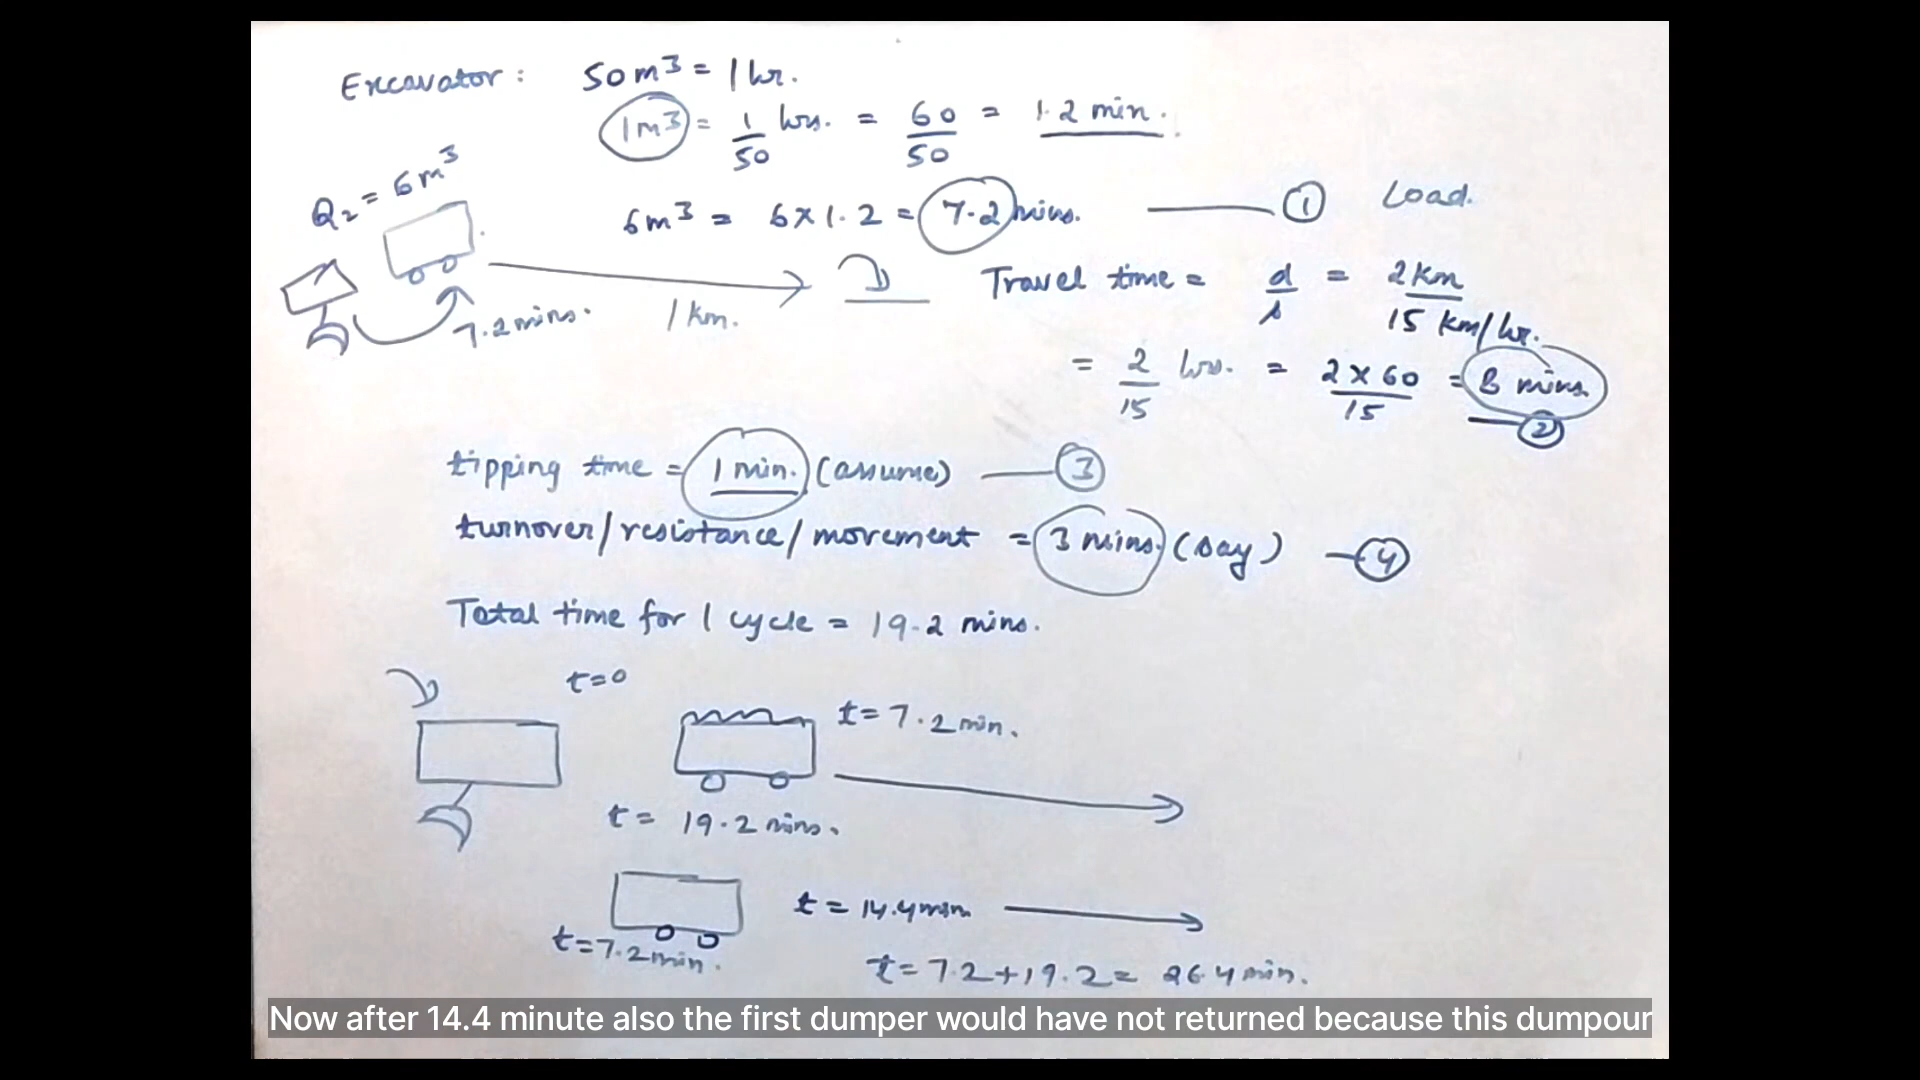 Excavator : 50m³ = 1 hr.
1m³ = 1/50 hrs. = 60/50 = 1.2 min.
Q2 = 6m³
6m³ = 6 x 1.2 = 7.2 mins. ① Load.
7.2 mins. 1 km.
Travel time = d/s = 2 km/15 km/hr.
= 2/15 hrs. = 2 x 60/15 = 8 mins. ②
tipping time = 1 min. (assume) ③
turnover/resistance/movement = 3 mins. (say) ④
Total time for 1 cycle = 19.2 mins.
t=0
t= 7.2 min.
t= 19.2 mins.
t = 14.4 min
t=7.2 min.
t= 7.2+19.2= 26.4 min.
Now after 14.4 minute also the first dumper would have not returned because this dumpour